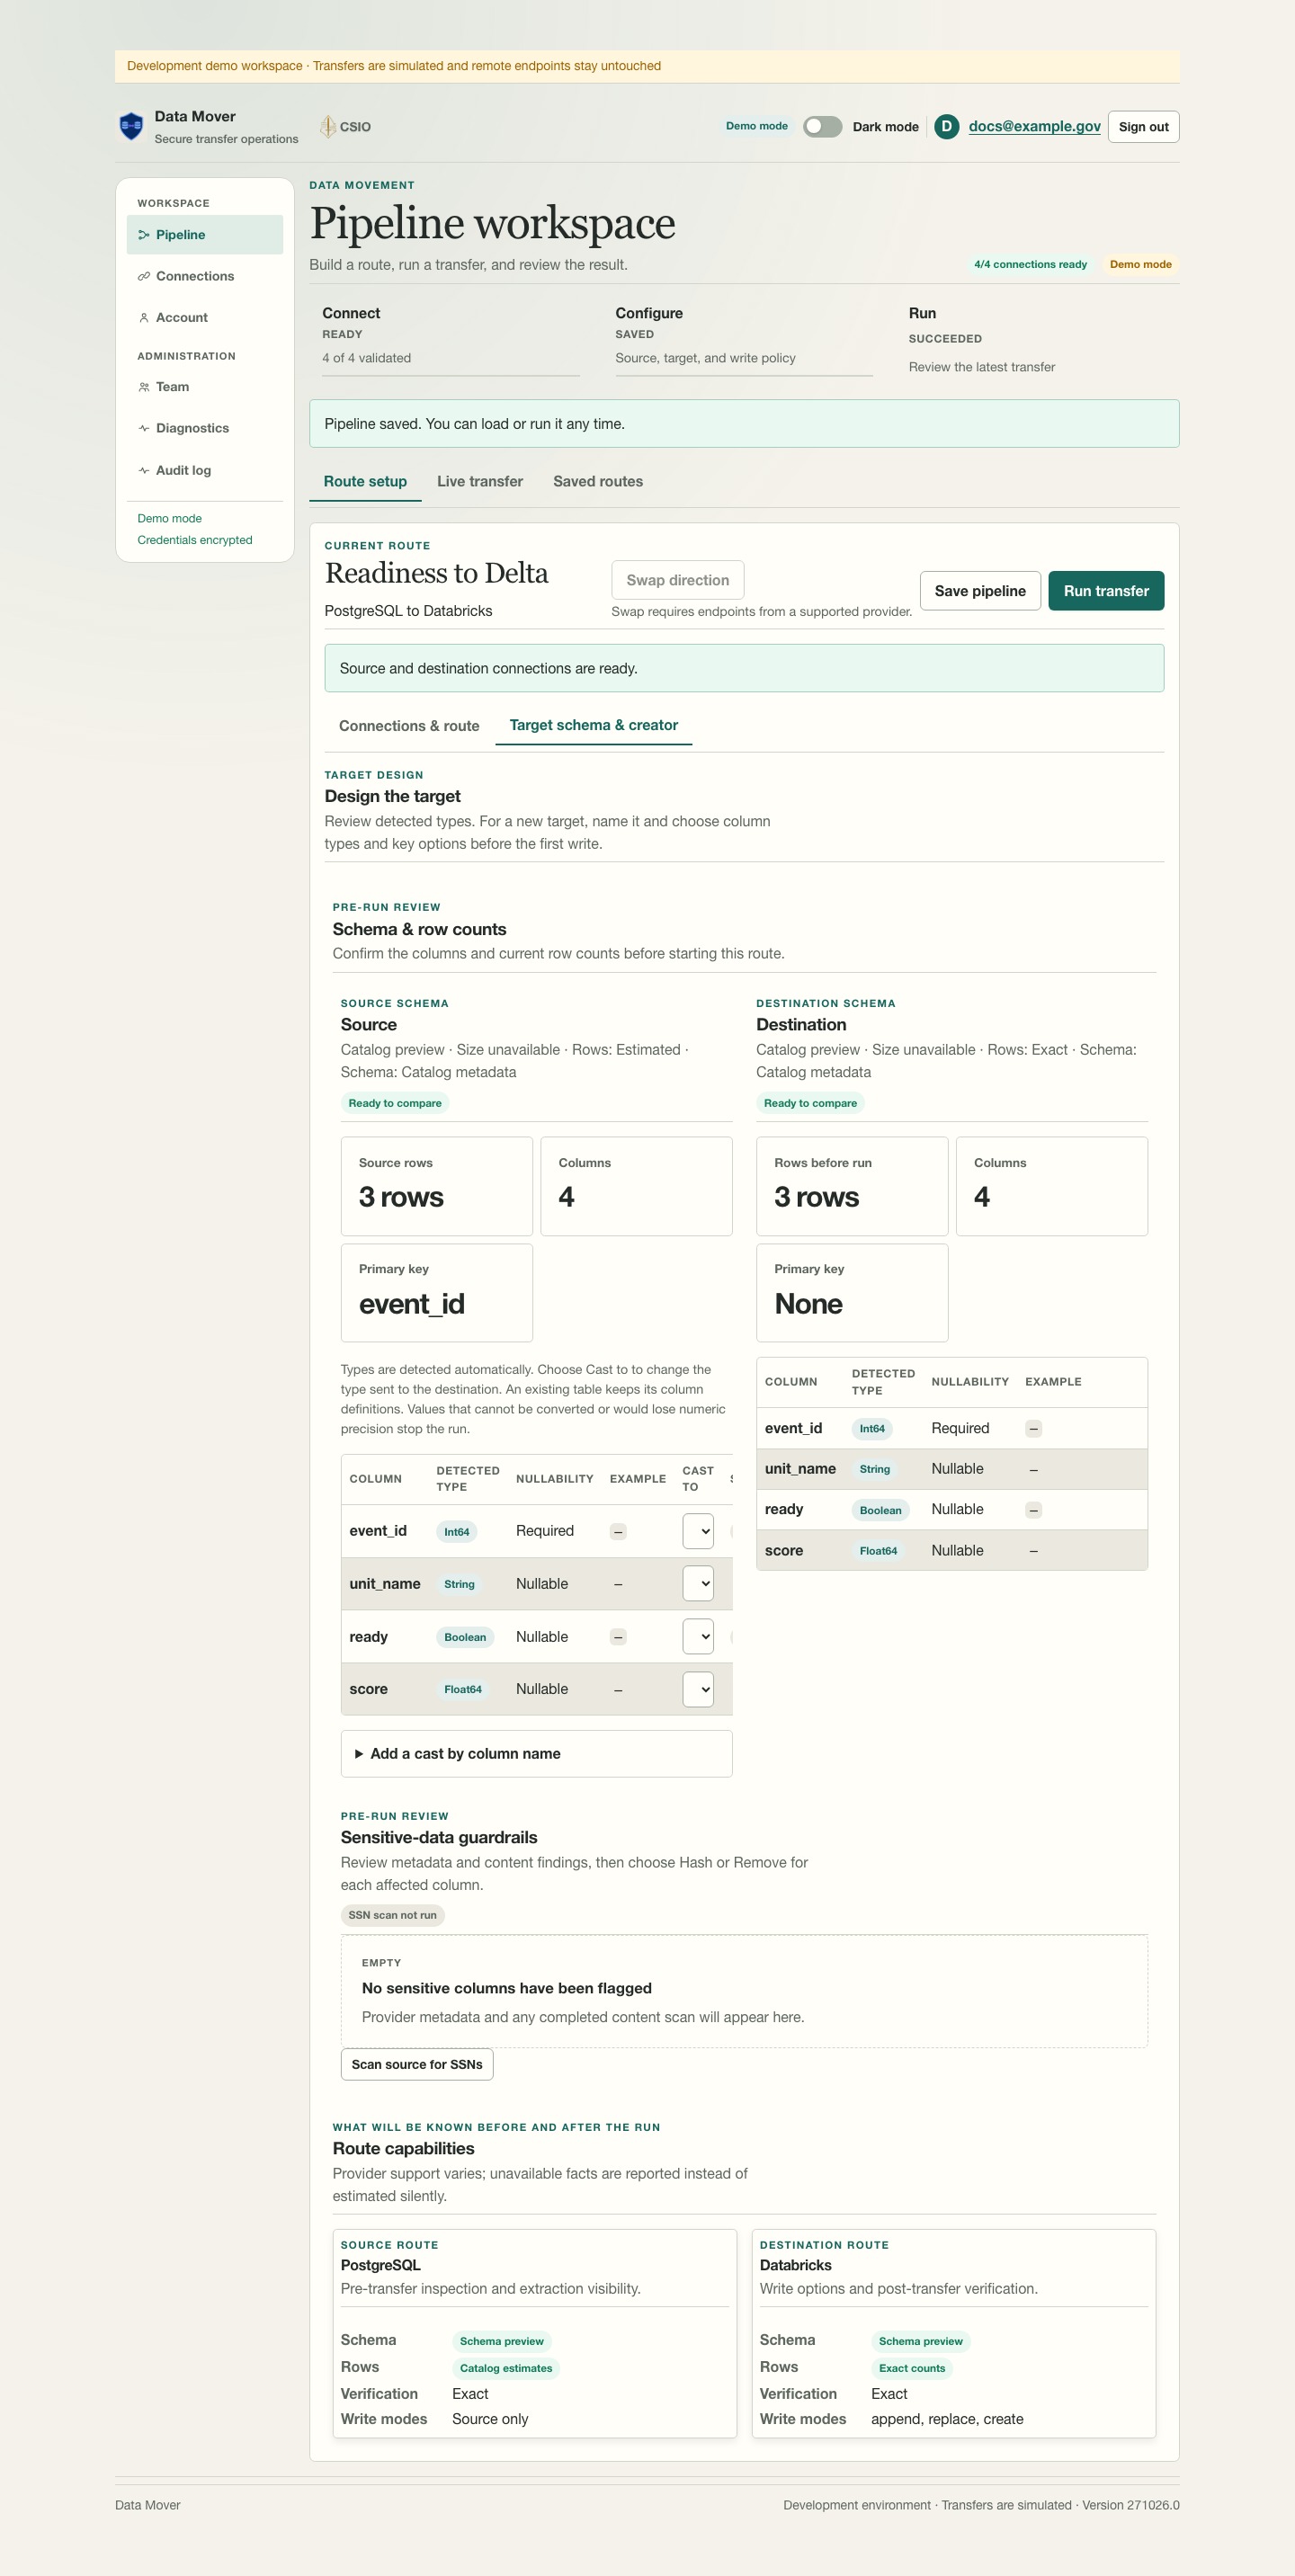 Development demo workspace · Transfers are simulated and remote endpoints stay untouched
Data Mover
Secure transfer operations
CSIO
Demo mode
Dark mode
D
docs@example.gov
Sign out
WORKSPACE
Pipeline
Connections
Account
ADMINISTRATION
Team
Diagnostics
Audit log
Demo mode
Credentials encrypted
DATA MOVEMENT
Pipeline workspace
Build a route, run a transfer, and review the result.
4/4 connections ready
Demo mode
Connect
READY
4 of 4 validated
Configure
SAVED
Source, target, and write policy
Run
SUCCEEDED
Review the latest transfer
Pipeline saved. You can load or run it any time.
Route setup
Live transfer
Saved routes
CURRENT ROUTE
Readiness to Delta
PostgreSQL to Databricks
Swap direction
Swap requires endpoints from a supported provider.
Save pipeline
Run transfer
Source and destination connections are ready.
Connections & route
Target schema & creator
TARGET DESIGN
Design the target
Review detected types. For a new target, name it and choose column
types and key options before the first write.
PRE-RUN REVIEW
Schema & row counts
Confirm the columns and current row counts before starting this route.
SOURCE SCHEMA
Source
Catalog preview · Size unavailable · Rows: Estimated ·
Schema: Catalog metadata
Ready to compare
Source rows
3 rows
Columns
4
Primary key
event_id
Types are detected automatically. Choose Cast to to change the
type sent to the destination. An existing table keeps its column
definitions. Values that cannot be converted or would lose numeric
precision stop the run.
COLUMN DETECTED TYPE NULLABILITY EXAMPLE CAST TO
event_id Int64 Required –
unit_name String Nullable –
ready Boolean Nullable –
score Float64 Nullable –
Add a cast by column name
DESTINATION SCHEMA
Destination
Catalog preview · Size unavailable · Rows: Exact · Schema:
Catalog metadata
Ready to compare
Rows before run
3 rows
Columns
4
Primary key
None
COLUMN DETECTED TYPE NULLABILITY EXAMPLE
event_id Int64 Required –
unit_name String Nullable –
ready Boolean Nullable –
score Float64 Nullable –
PRE-RUN REVIEW
Sensitive-data guardrails
Review metadata and content findings, then choose Hash or Remove for
each affected column.
SSN scan not run
EMPTY
No sensitive columns have been flagged
Provider metadata and any completed content scan will appear here.
Scan source for SSNs
WHAT WILL BE KNOWN BEFORE AND AFTER THE RUN
Route capabilities
Provider support varies; unavailable facts are reported instead of
estimated silently.
SOURCE ROUTE
PostgreSQL
Pre-transfer inspection and extraction visibility.
Schema Schema preview
Rows Catalog estimates
Verification Exact
Write modes Source only
DESTINATION ROUTE
Databricks
Write options and post-transfer verification.
Schema Schema preview
Rows Exact counts
Verification Exact
Write modes append, replace, create
Data Mover
Development environment · Transfers are simulated · Version 271026.0